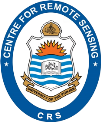 CENTRE FOR REMOTE SENSING
CRS